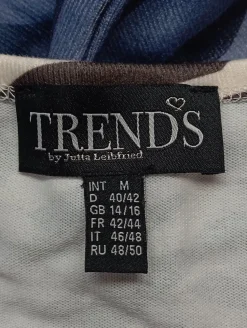 TRENDS
by Jutta Leibfried
INT M
D 40/42
GB 14/16
FR 42/44
IT 46/48
RU 48/50